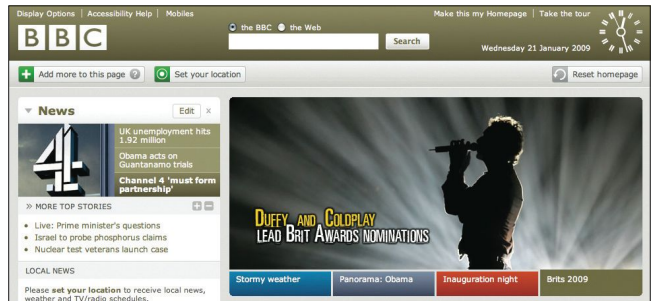 Display Options | Accessibility Help | Mobiles
Make this my Homepage | Take the tour
BBC
the BBC the Web
Search
Wednesday 21 January 2009
Add more to this page ?
Set your location
Reset homepage
News
Edit x
UK unemployment hits
1.92 million
Obama acts on
Guantanamo trials
Channel 4 'must form
partnership'
4
» MORE TOP STORIES
• Live: Prime minister's questions
• Israel to probe phosphorus claims
• Nuclear test veterans launch case
LOCAL NEWS
Please set your location to receive local news,
weather and TV/radio schedules.
DUFFY AND COLDPLAY
LEAD BRIT AWARDS NOMINATIONS
Stormy weather
Panorama: Obama
Inauguration night
Brits 2009